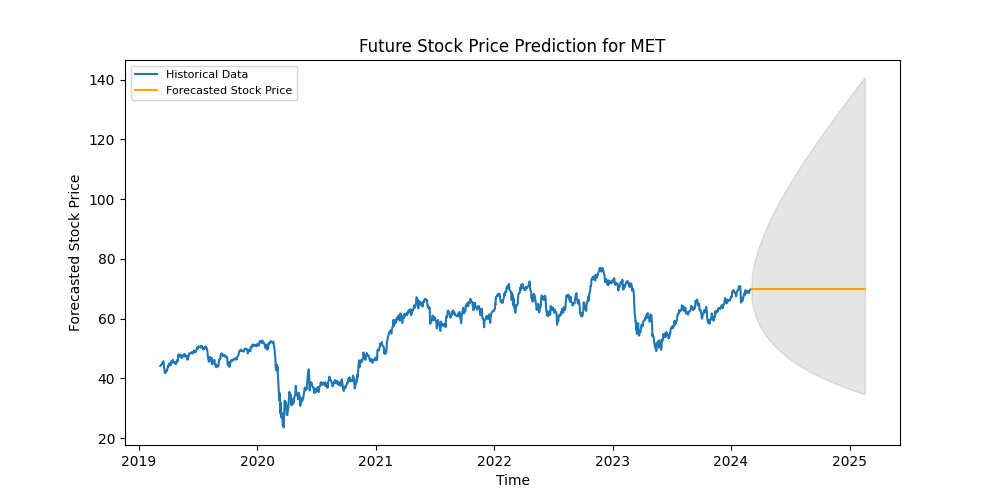 Future Stock Price Prediction for MET
Historical Data
Forecasted Stock Price
140
120
100
80
60
40
20
Forecasted Stock Price
2019 2020 2021 2022 2023 2024 2025
Time